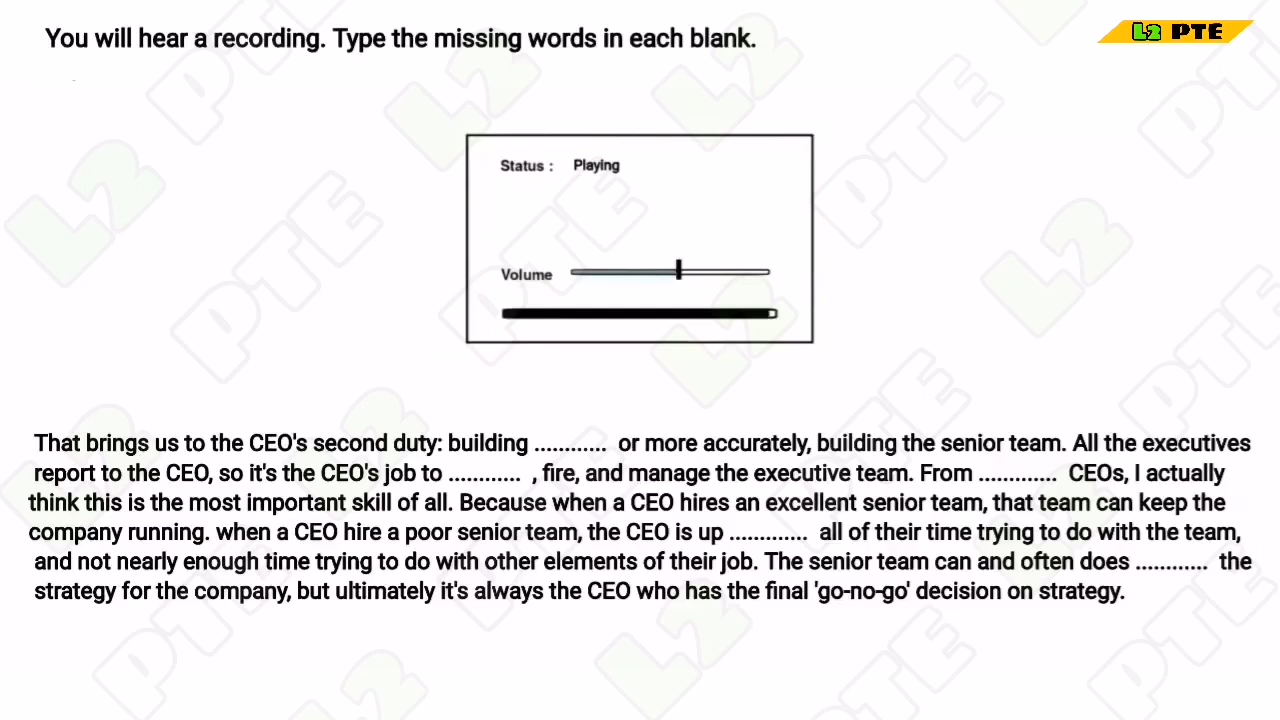 You will hear a recording. Type the missing words in each blank.
L2 PTE
Status : Playing
Volume
That brings us to the CEO's second duty: building ............ or more accurately, building the senior team. All the executives
report to the CEO, so it's the CEO's job to ............ , fire, and manage the executive team. From ............. CEOs, I actually
think this is the most important skill of all. Because when a CEO hires an excellent senior team, that team can keep the
company running. when a CEO hire a poor senior team, the CEO is up ............. all of their time trying to do with the team,
and not nearly enough time trying to do with other elements of their job. The senior team can and often does ............ the
strategy for the company, but ultimately it's always the CEO who has the final 'go-no-go' decision on strategy.